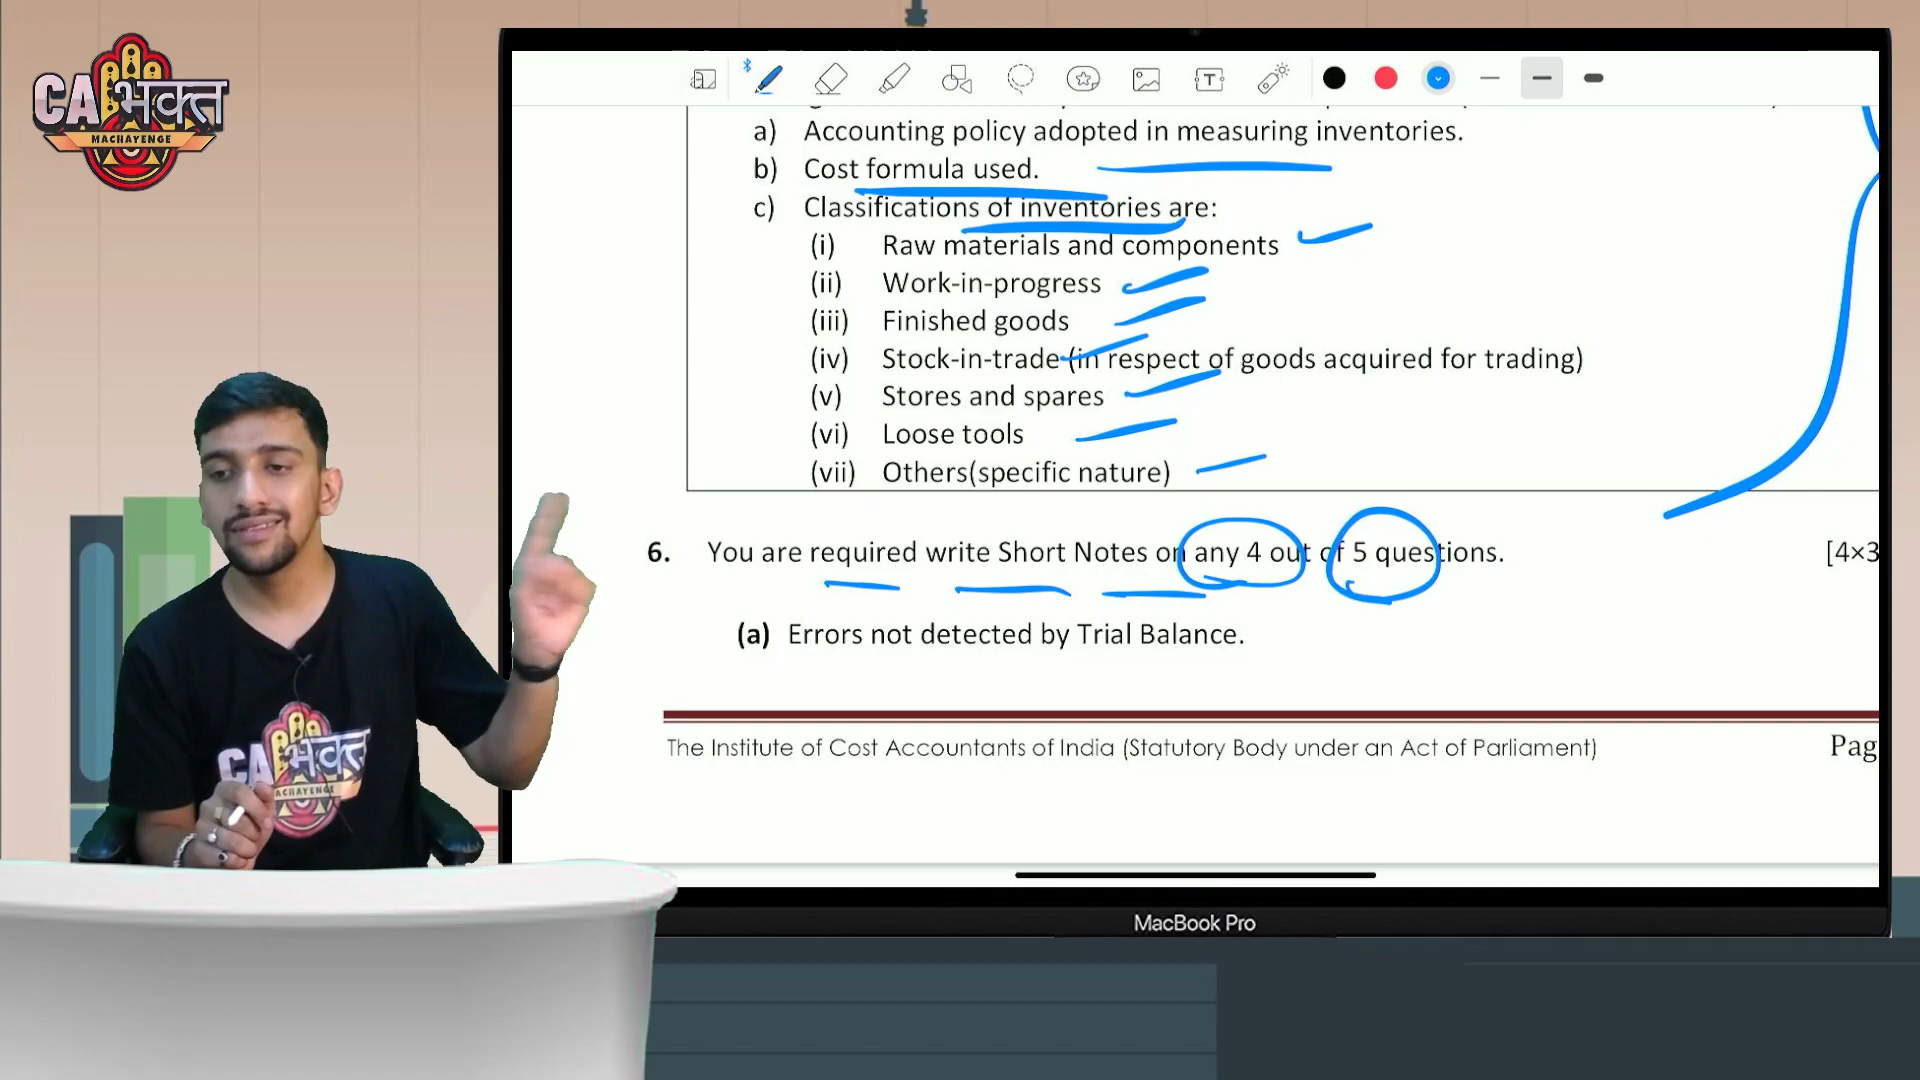 CA भक्त
MACHAYENGE
a) Accounting policy adopted in measuring inventories.
b) Cost formula used.
c) Classifications of inventories are:
(i) Raw materials and components
(ii) Work-in-progress
(iii) Finished goods
(iv) Stock-in-trade (in respect of goods acquired for trading)
(v) Stores and spares
(vi) Loose tools
(vii) Others(specific nature)
6. You are required write Short Notes on any 4 out of 5 questions. [4×3
(a) Errors not detected by Trial Balance.
The Institute of Cost Accountants of India (Statutory Body under an Act of Parliament) Pag
CA भक्त
ACHAYENGE
MacBook Pro